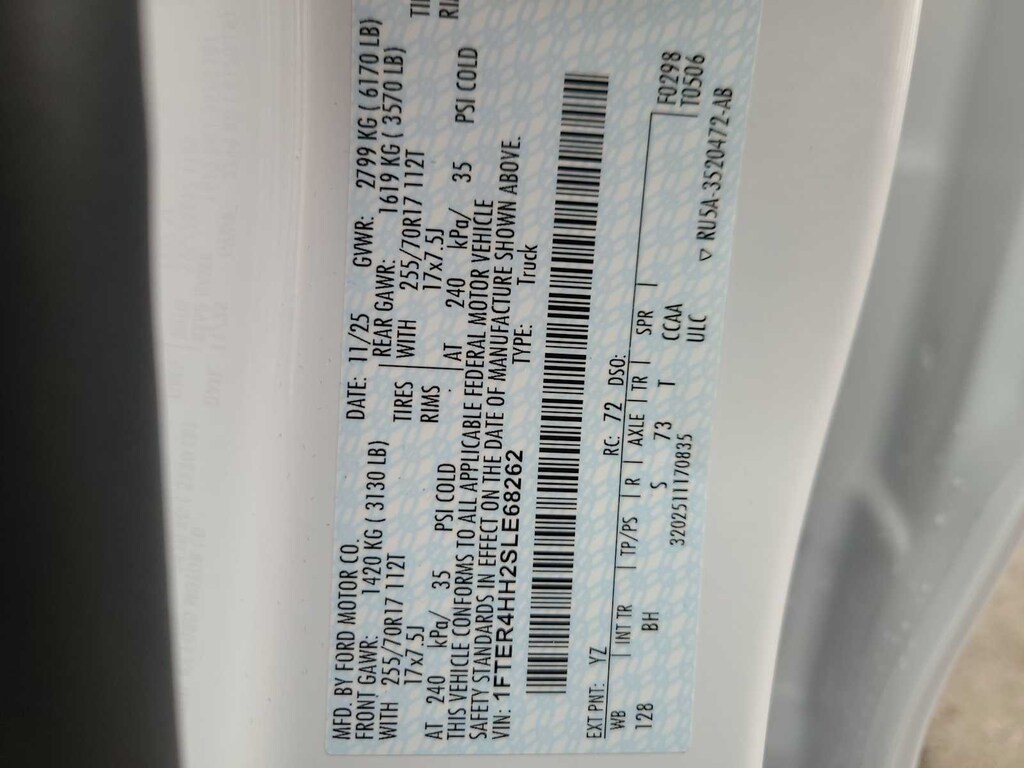 MFD. BY FORD MOTOR CO. DATE: 11/25 GVWR: 2799 KG ( 6170 LB)
FRONT GAWR: 1420 KG ( 3130 LB) REAR GAWR: 1619 KG ( 3570 LB)
WITH 255/70R17 112T TIRES WITH 255/70R17 112T
17x7.5J RIMS 17x7.5J
AT 240 kPa/ 35 PSI COLD AT 240 kPa/ 35 PSI COLD
THIS VEHICLE CONFORMS TO ALL APPLICABLE FEDERAL MOTOR VEHICLE
SAFETY STANDARDS IN EFFECT ON THE DATE OF MANUFACTURE SHOWN ABOVE.
VIN: 1FTER4HH2SLE68262 TYPE: Truck
EXT PNT: YZ RC: 72 DSO:
WB INT TR TP/PS R AXLE TR SPR F0298
128 BH S 73 T CCAA T0506
3202511170835 ULC ▽ RU5A-3520472-AB